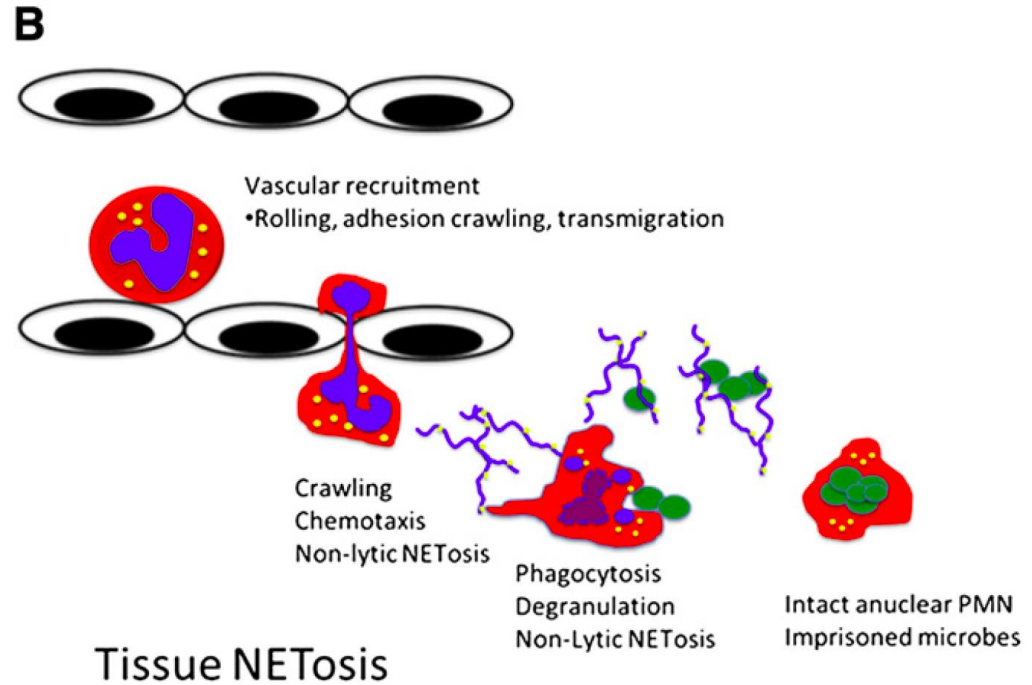 B
Vascular recruitment
•Rolling, adhesion crawling, transmigration
Crawling
Chemotaxis
Non-lytic NETosis
Phagocytosis
Degranulation
Non-Lytic NETosis
Intact anuclear PMN
Imprisoned microbes
Tissue NETosis